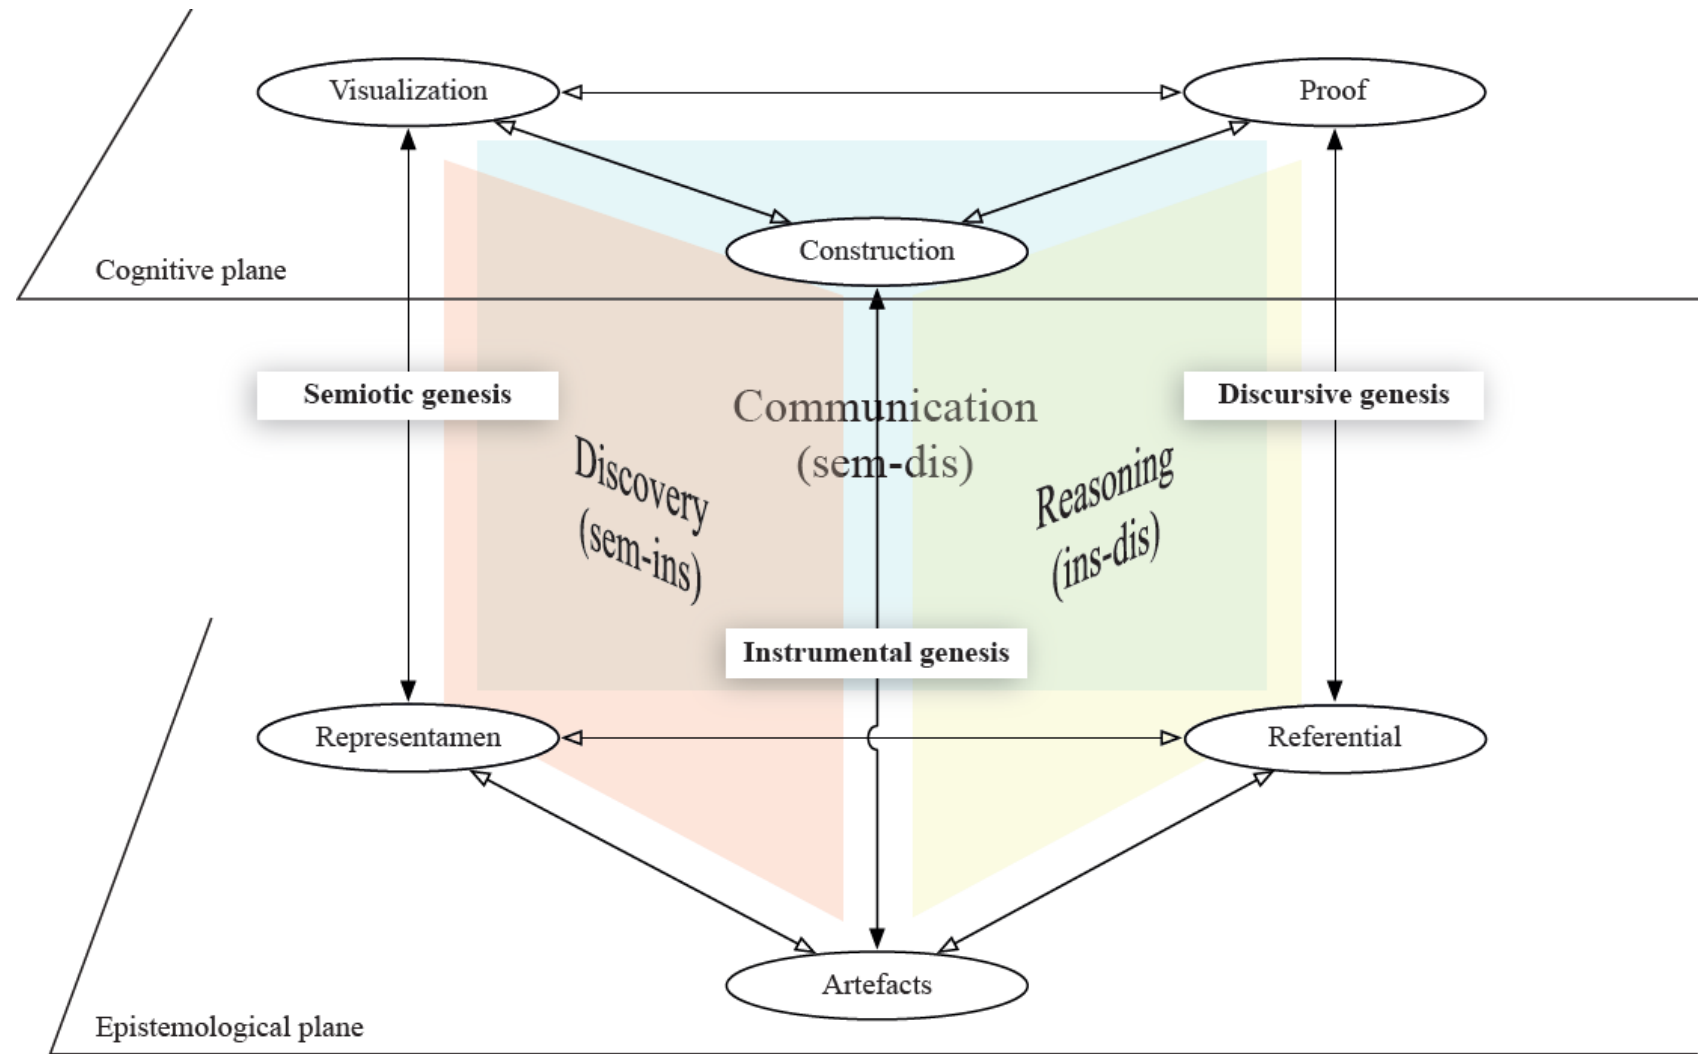 Visualization
Proof
Construction
Cognitive plane
Semiotic genesis
Discursive genesis
Communication
(sem-dis)
Discovery
(sem-ins)
Reasoning
(ins-dis)
Instrumental genesis
Representamen
Referential
Artefacts
Epistemological plane